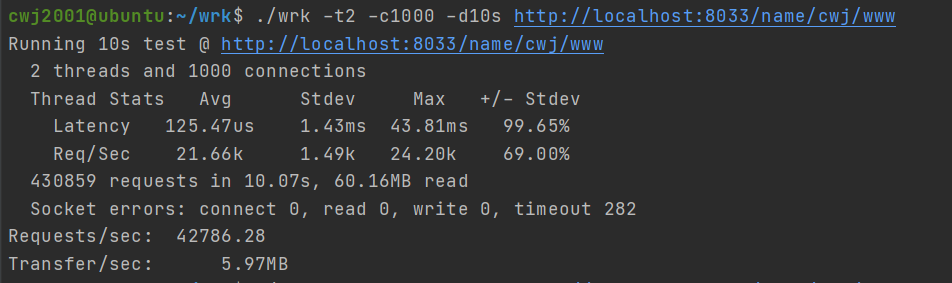 cwj2001@ubuntu:~/wrk$ ./wrk -t2 -c1000 -d10s http://localhost:8033/name/cwj/www
Running 10s test @ http://localhost:8033/name/cwj/www
  2 threads and 1000 connections
  Thread Stats   Avg      Stdev     Max   +/- Stdev
    Latency   125.47us    1.43ms  43.81ms   99.65%
    Req/Sec    21.66k     1.49k   24.20k    69.00%
  430859 requests in 10.07s, 60.16MB read
  Socket errors: connect 0, read 0, write 0, timeout 282
Requests/sec:  42786.28
Transfer/sec:      5.97MB